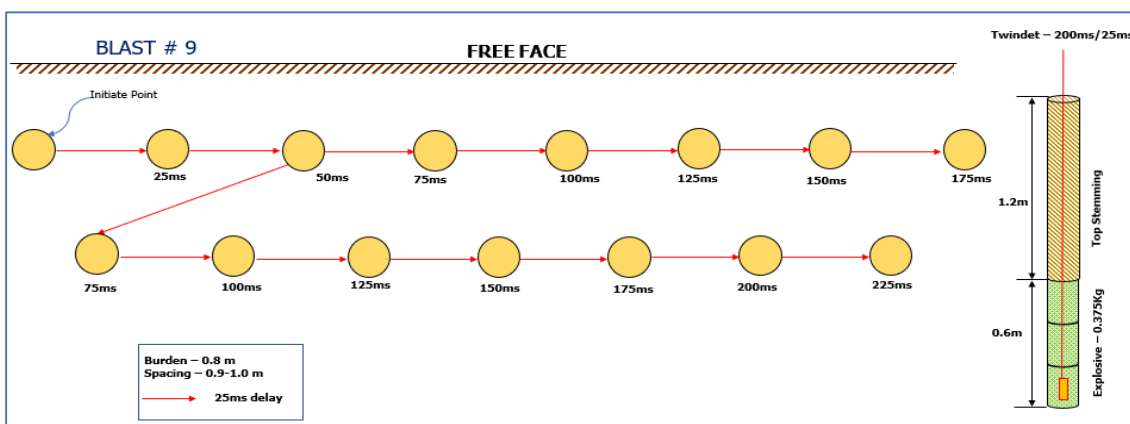 BLAST # 9
FREE FACE
Twindet – 200ms/25ms
Initiate Point
25ms
50ms
75ms
100ms
125ms
150ms
175ms
75ms
100ms
125ms
150ms
175ms
200ms
225ms
1.2m
Top Stemming
0.6m
Explosive – 0.375Kg
Burden – 0.8 m
Spacing – 0.9-1.0 m
25ms delay